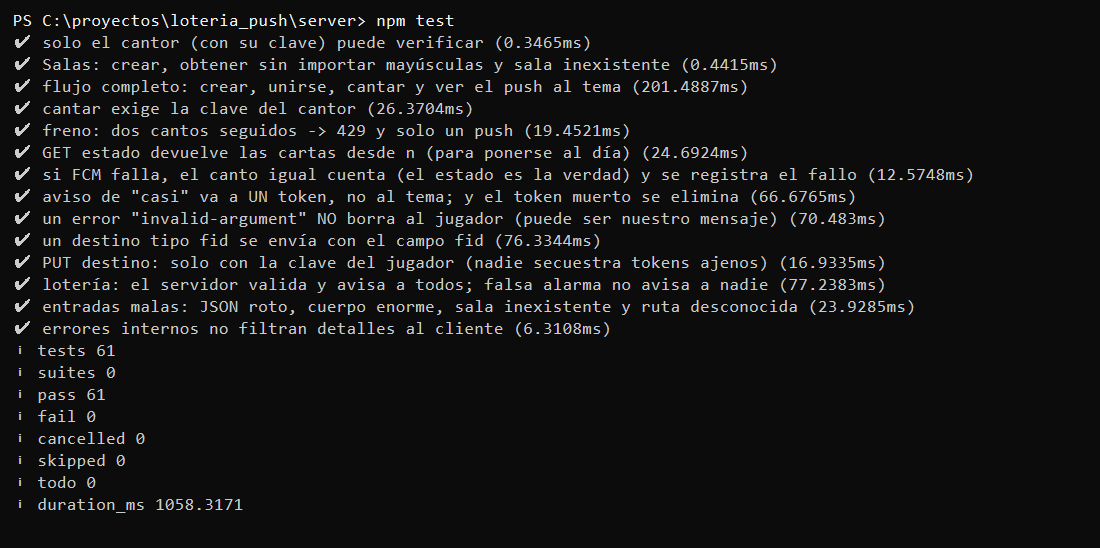 PS C:\proyectos\loteria_push\server> npm test
✔ solo el cantor (con su clave) puede verificar (0.3465ms)
✔ Salas: crear, obtener sin importar mayúsculas y sala inexistente (0.4415ms)
✔ flujo completo: crear, unirse, cantar y ver el push al tema (201.4887ms)
✔ cantar exige la clave del cantor (26.3704ms)
✔ freno: dos cantos seguidos -> 429 y solo un push (19.4521ms)
✔ GET estado devuelve las cartas desde n (para ponerse al día) (24.6924ms)
✔ si FCM falla, el canto igual cuenta (el estado es la verdad) y se registra el fallo (12.5748ms)
✔ aviso de "casi" va a UN token, no al tema; y el token muerto se elimina (66.6765ms)
✔ un error "invalid-argument" NO borra al jugador (puede ser nuestro mensaje) (70.483ms)
✔ un destino tipo fid se envía con el campo fid (76.3344ms)
✔ PUT destino: solo con la clave del jugador (nadie secuestra tokens ajenos) (16.9335ms)
✔ lotería: el servidor valida y avisa a todos; falsa alarma no avisa a nadie (77.2383ms)
✔ entradas malas: JSON roto, cuerpo enorme, sala inexistente y ruta desconocida (23.9285ms)
✔ errores internos no filtran detalles al cliente (6.3108ms)
ℹ tests 61
ℹ suites 0
ℹ pass 61
ℹ fail 0
ℹ cancelled 0
ℹ skipped 0
ℹ todo 0
ℹ duration_ms 1058.3171